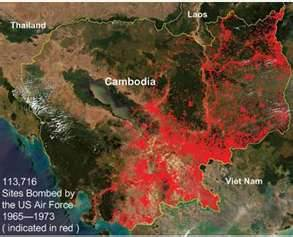 Laos
Thailand
Cambodia
Viet Nam
113,716
Sites Bombed by
the US Air Force
1965—1973
( indicated in red )